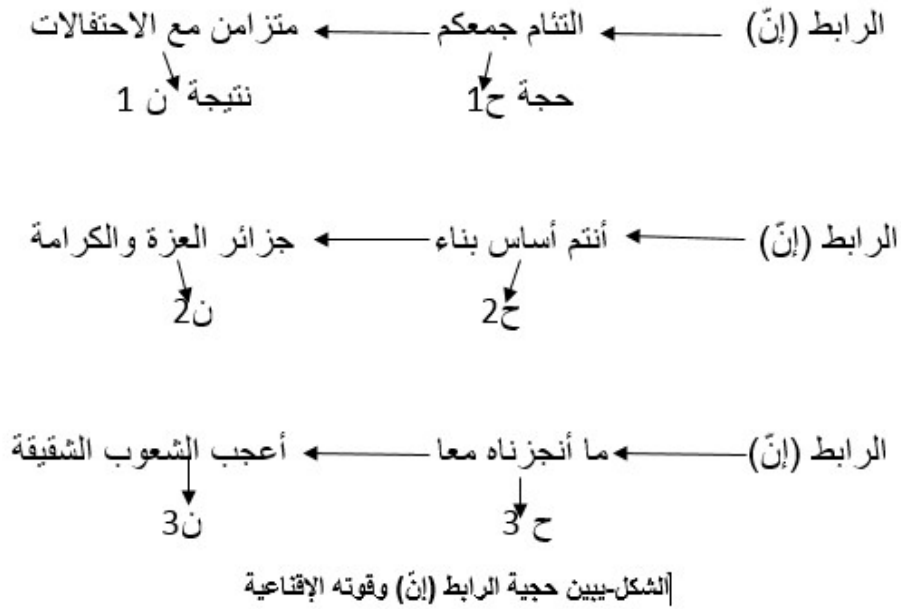 الرابط (إنّ) التئام جمعكم متزامن مع الاحتفالات
حجة ح1 نتيجة ن 1
الرابط (إنّ) أنتم أساس بناء جزائر العزة والكرامة
ح2 ن2
الرابط (إنّ) ما أنجزناه معا أعجب الشعوب الشقيقة
ح 3 ن3
الشكل-يبين حجية الرابط (إنّ) وقوته الإقناعية